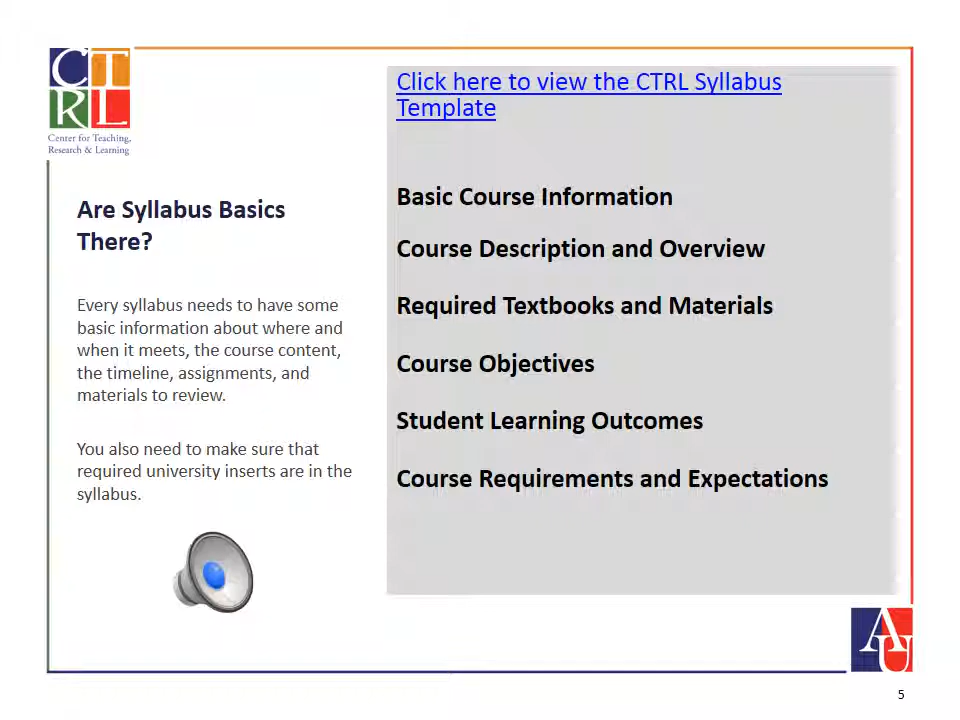 CTRL
Center for Teaching,
Research & Learning
Are Syllabus Basics
There?
Every syllabus needs to have some
basic information about where and
when it meets, the course content,
the timeline, assignments, and
materials to review.
You also need to make sure that
required university inserts are in the
syllabus.
Click here to view the CTRL Syllabus
Template
Basic Course Information
Course Description and Overview
Required Textbooks and Materials
Course Objectives
Student Learning Outcomes
Course Requirements and Expectations
AU
5